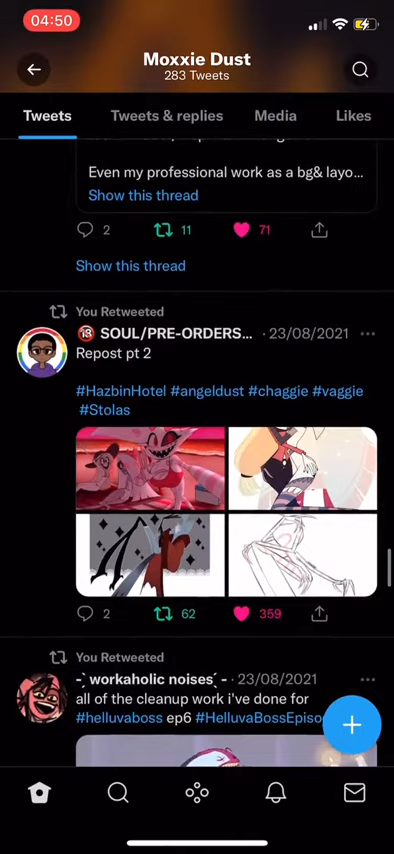 04:50
Moxxie Dust
283 Tweets
Tweets
Tweets & replies
Media
Likes
Even my professional work as a bg& layo...
Show this thread
2
11
71
Show this thread
You Retweeted
🔞 SOUL/PRE-ORDERS... · 23/08/2021
Repost pt 2
#HazbinHotel #angeldust #chaggie #vaggie
#Stolas
2
62
359
You Retweeted
-ˋ workaholic noises ˊ- · 23/08/2021
all of the cleanup work i've done for
#helluvaboss ep6 #HelluvaBossEpiso